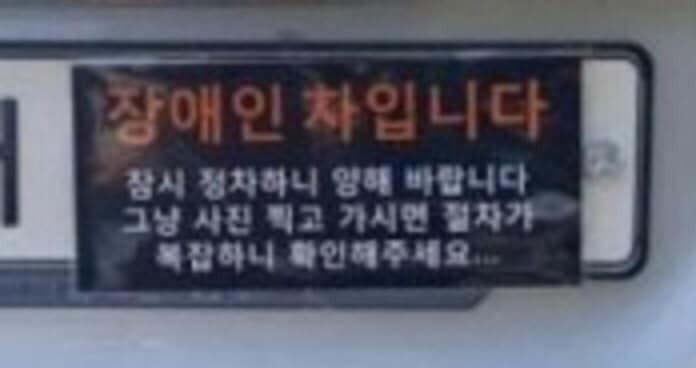 장애인 차입니다
잠시 정차하니 양해 바랍니다
그냥 사진 찍고 가시면 절차가
복잡하니 확인해주세요...